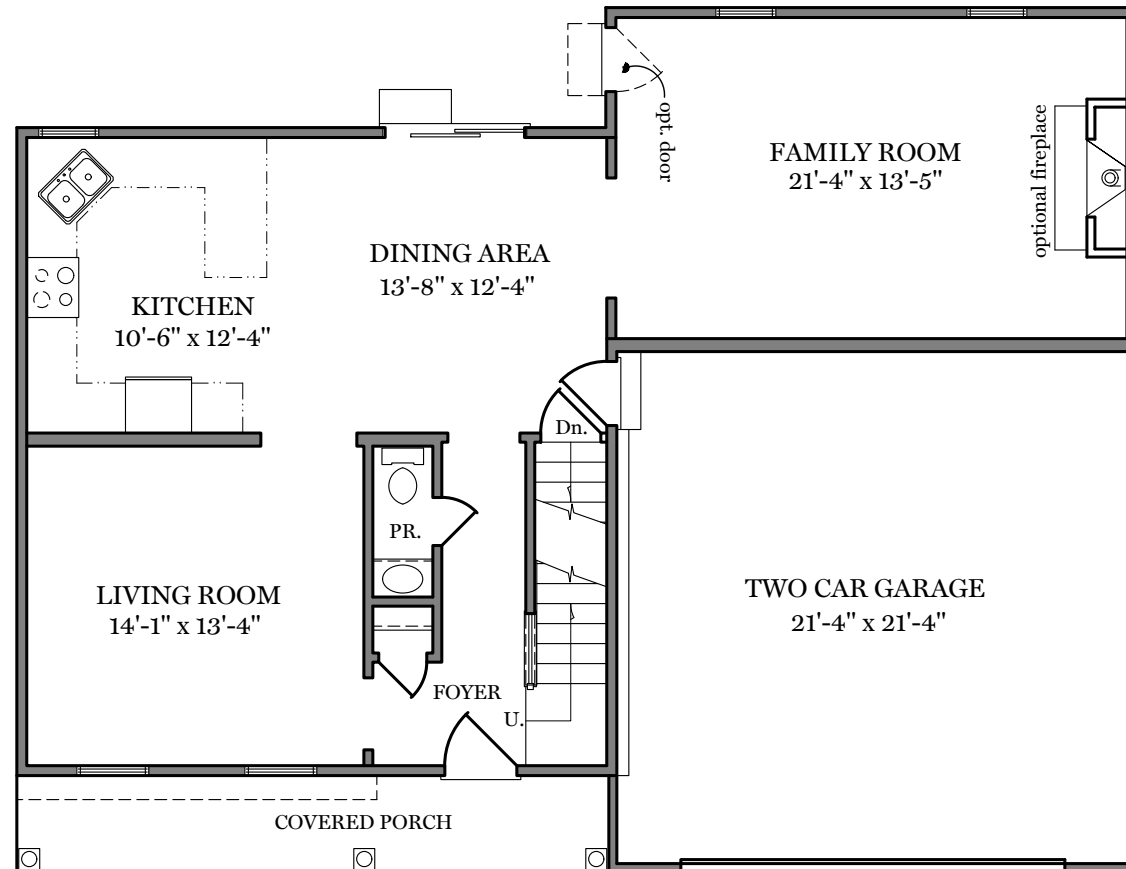 opt. door
FAMILY ROOM
21'-4" x 13'-5"
optional fireplace
DINING AREA
13'-8" x 12'-4"
KITCHEN
10'-6" x 12'-4"
Dn.
PR.
LIVING ROOM
14'-1" x 13'-4"
TWO CAR GARAGE
21'-4" x 21'-4"
FOYER
U.
COVERED PORCH